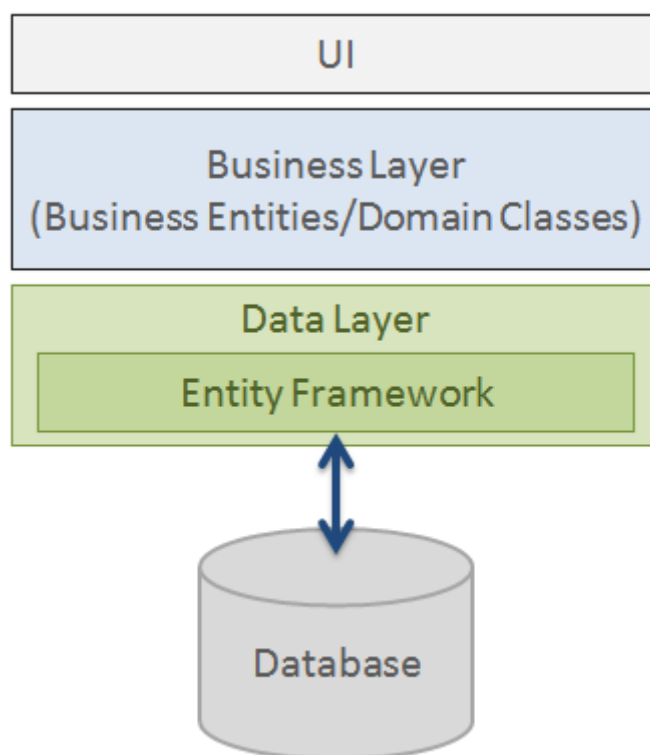 UI
Business Layer
(Business Entities/Domain Classes)
Data Layer
Entity Framework
Database